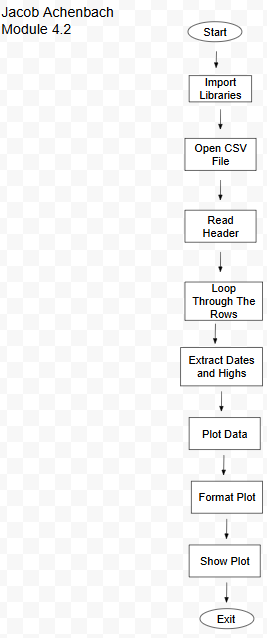 Jacob Achenbach
Module 4.2
Start
Import
Libraries
Open CSV
File
Read
Header
Loop
Through The
Rows
Extract Dates
and Highs
Plot Data
Format Plot
Show Plot
Exit